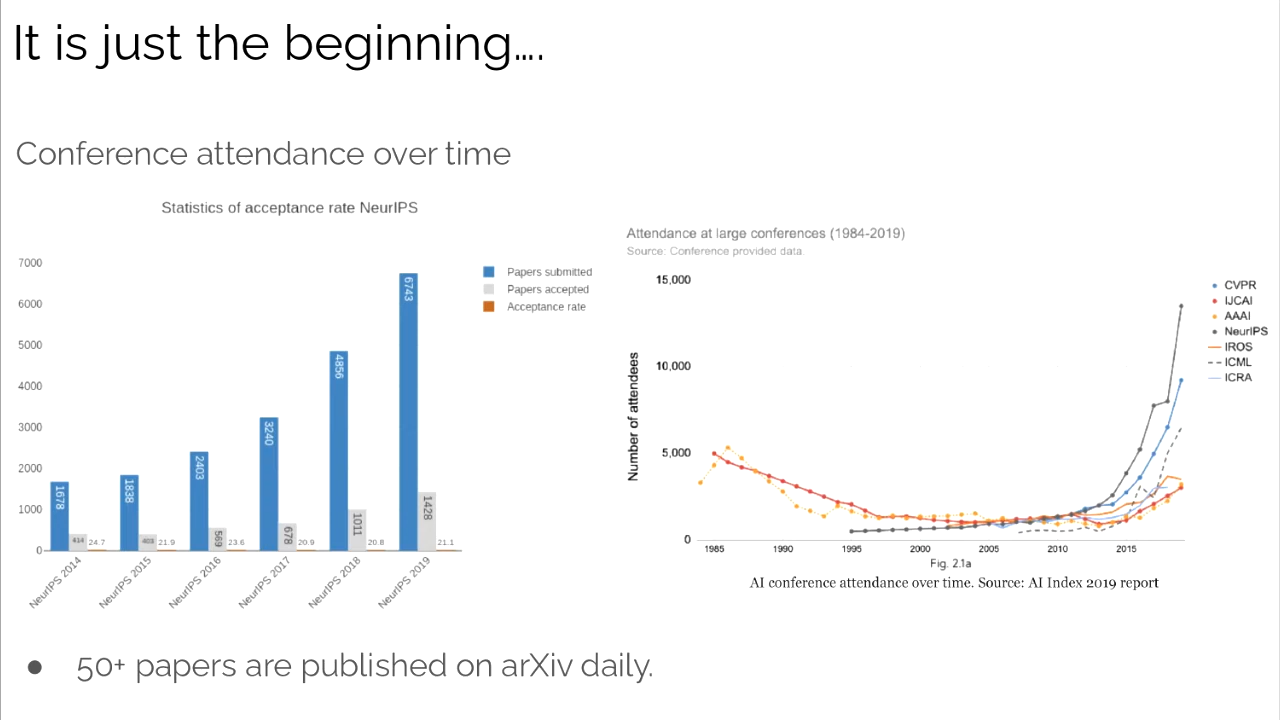 It is just the beginning....
Conference attendance over time
Statistics of acceptance rate NeurIPS
7000
6000
5000
4000
3000
2000
1000
0
1678
414
24.7
1838
403
21.9
2403
569
23.6
3240
678
20.9
4856
1011
20.8
6743
1428
21.1
NeurIPS 2014
NeurIPS 2015
NeurIPS 2016
NeurIPS 2017
NeurIPS 2018
NeurIPS 2019
Papers submitted
Papers accepted
Acceptance rate
Attendance at large conferences (1984-2019)
Source: Conference provided data.
Number of attendees
15,000
10,000
5,000
0
1985
1990
1995
2000
2005
2010
2015
CVPR
IJCAI
AAAI
NeurIPS
IROS
ICML
ICRA
Fig. 2.1a
AI conference attendance over time. Source: AI Index 2019 report
● 50+ papers are published on arXiv daily.